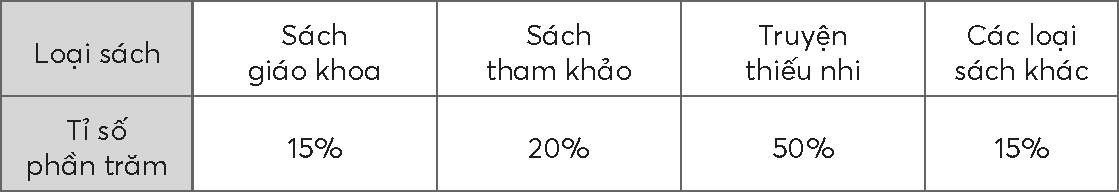 Loại sách
Sách
giáo khoa
Sách
tham khảo
Truyện
thiếu nhi
Các loại
sách khác
Tỉ số
phần trăm
15%
20%
50%
15%